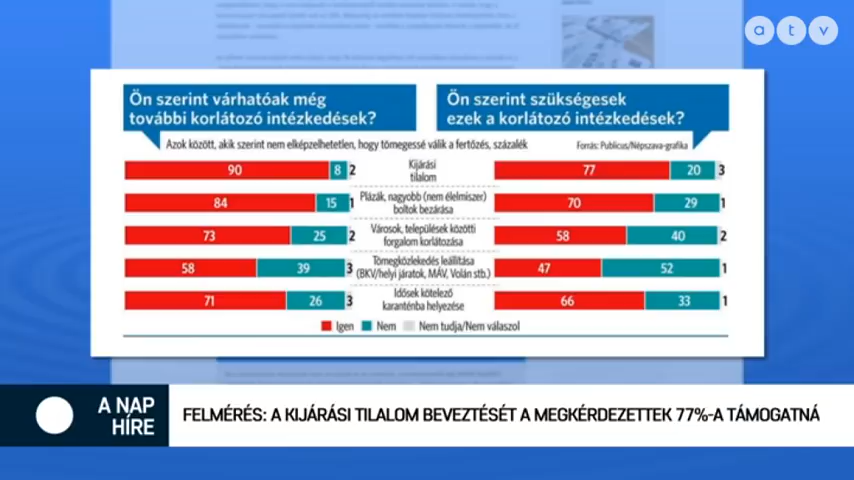 atv
Ön szerint várhatóak még
további korlátozó intézkedések?
Ön szerint szükségesek
ezek a korlátozó intézkedések?
Azok között, akik szerint nem elképzelhetetlen, hogy tömegessé válik a fertőzés, százalék
Forrás: Publicus/Népszava-grafika
90 8 2 Kijárási tilalom 77 20 3
84 15 1 Plázák, nagyobb (nem élelmiszer) boltok bezárása 70 29 1
73 25 2 Városok, települések közötti forgalom korlátozása 58 40 2
58 39 3 Tömegközlekedés leállítása (BKV/helyi járatok, MÁV, Volán stb.) 47 52 1
71 26 3 Idősek kötelező karanténba helyezése 66 33 1
Igen Nem Nem tudja/Nem válaszol
A NAP
HÍRE
FELMÉRÉS: A KIJÁRÁSI TILALOM BEVEZTÉSÉT A MEGKÉRDEZETTEK 77%-A TÁMOGATNÁ